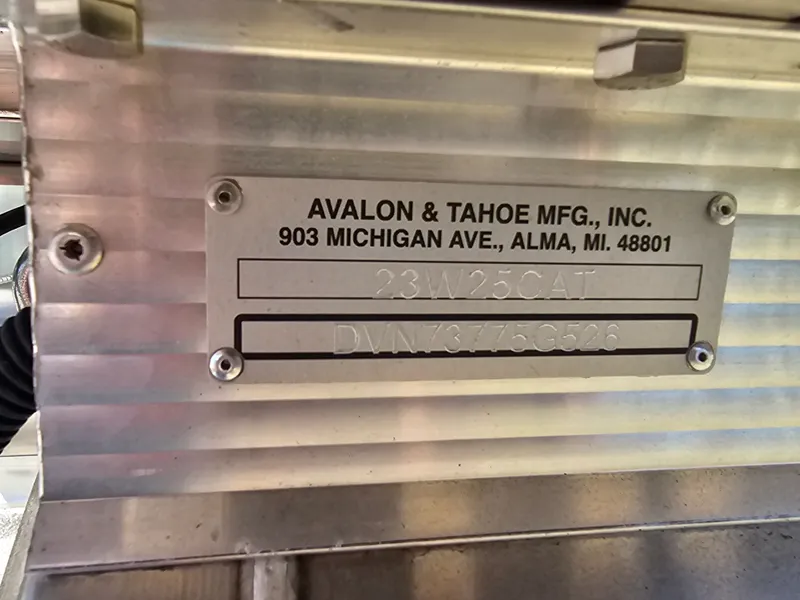 AVALON & TAHOE MFG., INC.
903 MICHIGAN AVE., ALMA, MI. 48801
23W25CAT
DVN73775G526